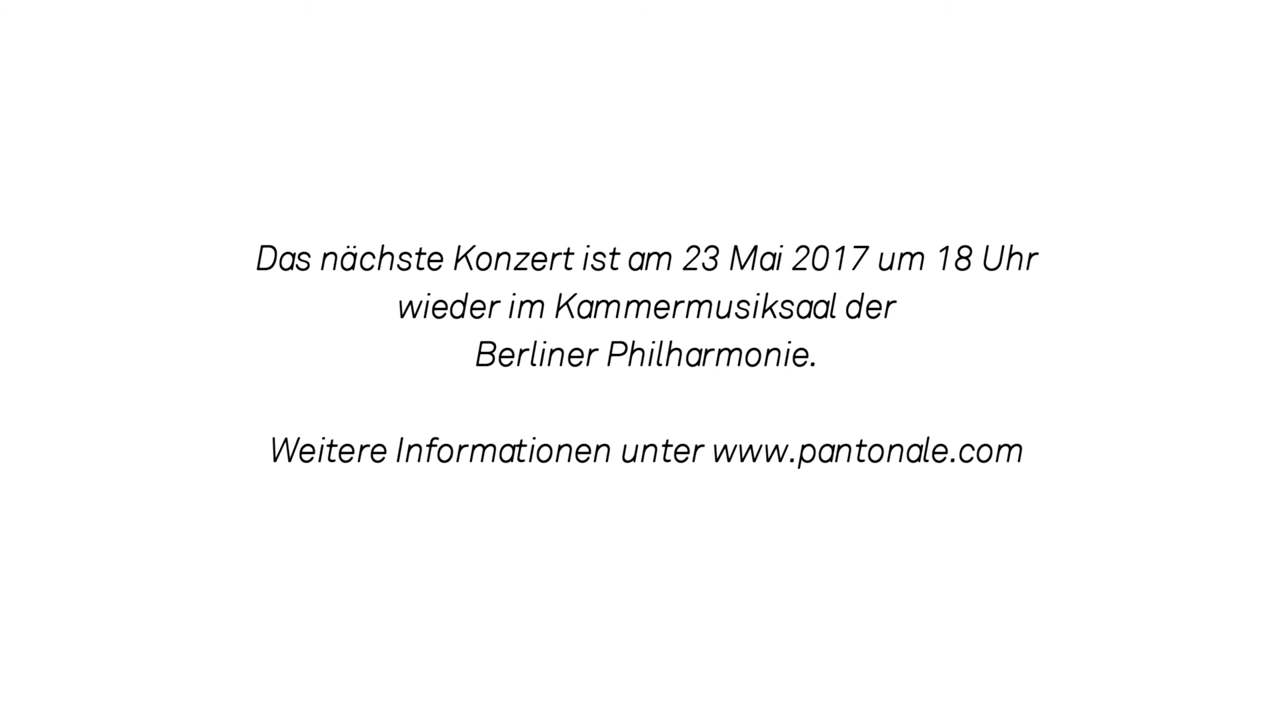 Das nächste Konzert ist am 23 Mai 2017 um 18 Uhr
wieder im Kammermusiksaal der
Berliner Philharmonie.
Weitere Informationen unter www.pantonale.com